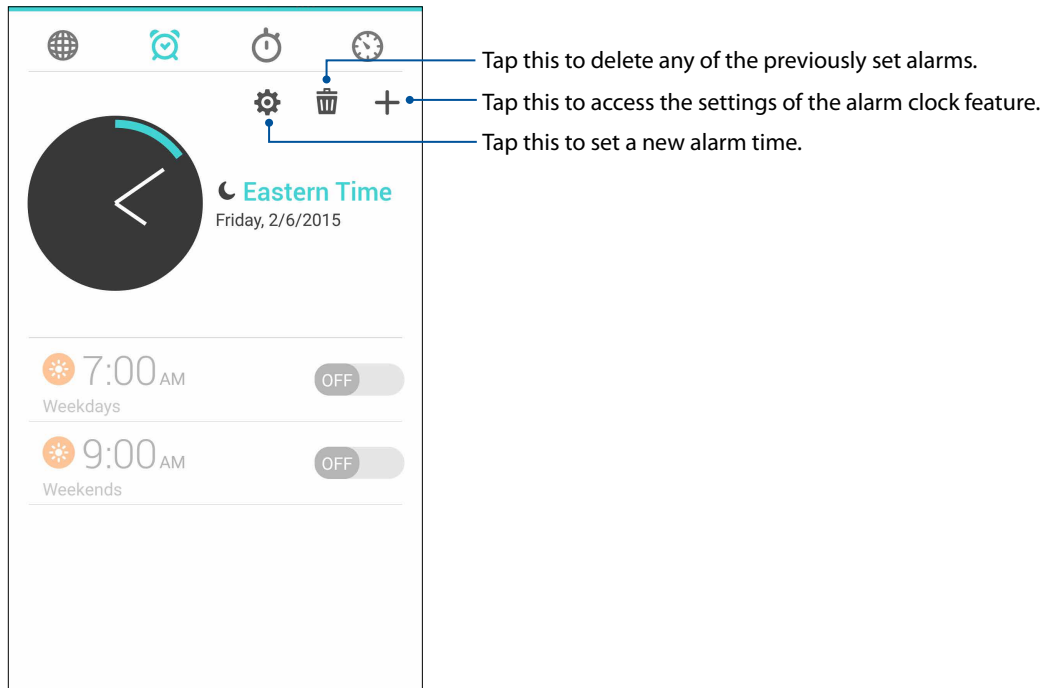 Tap this to delete any of the previously set alarms.
Tap this to access the settings of the alarm clock feature.
Tap this to set a new alarm time.
Eastern Time
Friday, 2/6/2015
7:00 AM
OFF
Weekdays
9:00 AM
OFF
Weekends